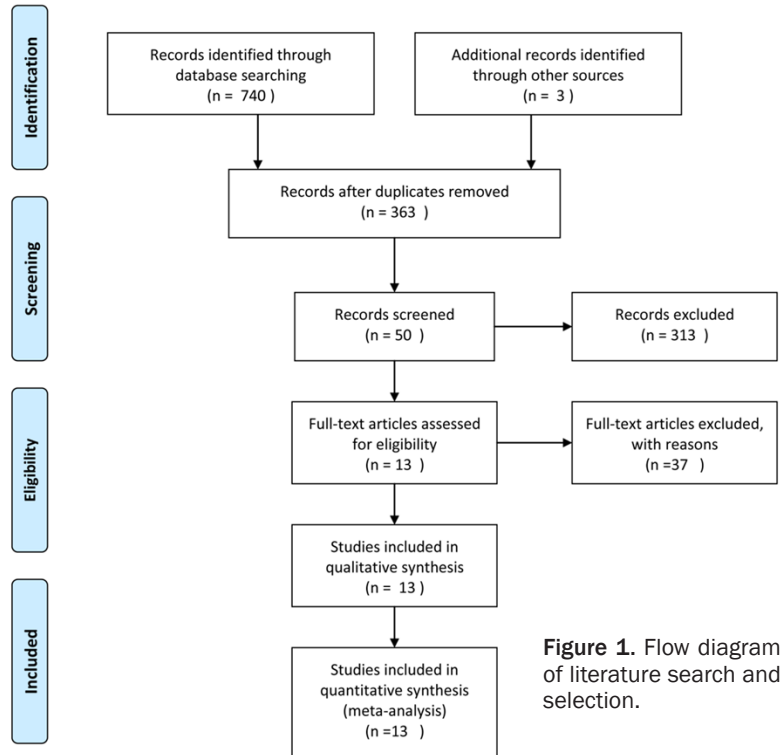 Identification
Records identified through
database searching
(n = 740 )
Additional records identified
through other sources
(n = 3 )
Records after duplicates removed
(n = 363 )
Screening
Records screened
(n = 50 )
Records excluded
(n = 313 )
Eligibility
Full-text articles assessed
for eligibility
(n = 13 )
Full-text articles excluded,
with reasons
(n =37 )
Studies included in
qualitative synthesis
(n = 13 )
Included
Studies included in
quantitative synthesis
(meta-analysis)
(n =13 )
Figure 1. Flow diagram
of literature search and
selection.